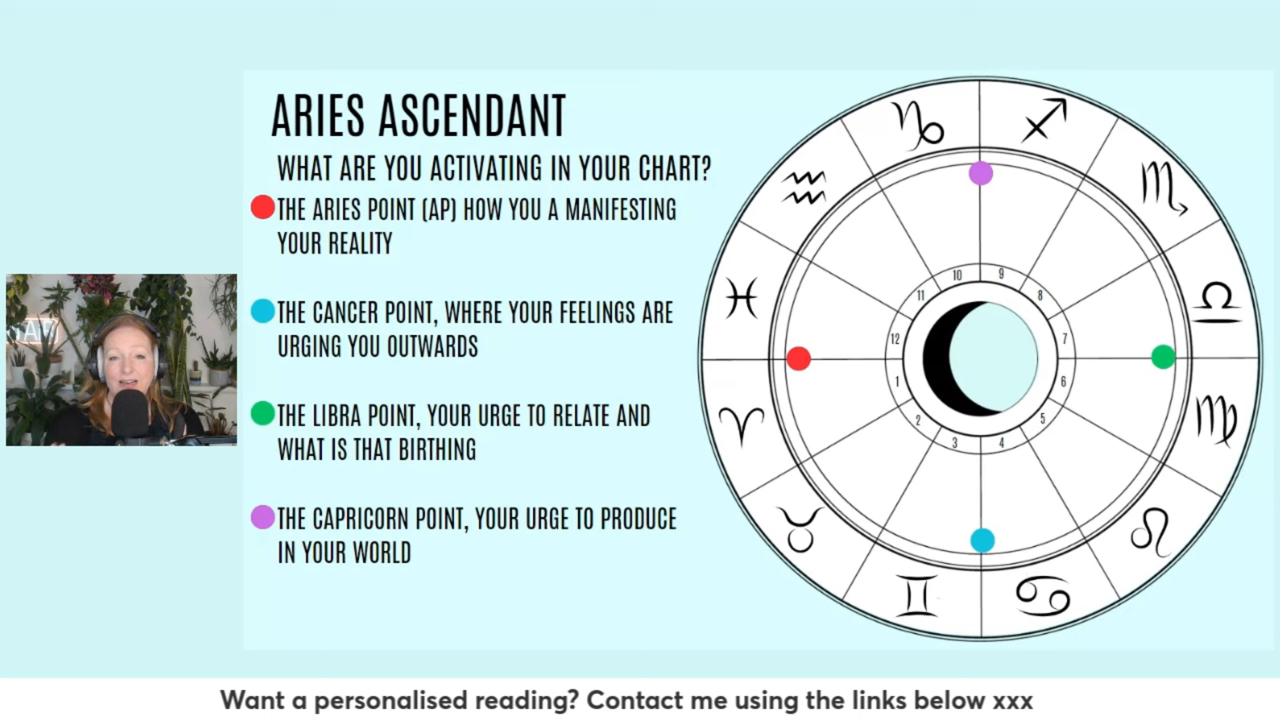 ARIES ASCENDANT
WHAT ARE YOU ACTIVATING IN YOUR CHART?
THE ARIES POINT (AP) HOW YOU A MANIFESTING
YOUR REALITY
THE CANCER POINT, WHERE YOUR FEELINGS ARE
URGING YOU OUTWARDS
THE LIBRA POINT, YOUR URGE TO RELATE AND
WHAT IS THAT BIRTHING
THE CAPRICORN POINT, YOUR URGE TO PRODUCE
IN YOUR WORLD
10
9
11
8
12
7
1
6
2
5
3
4
Want a personalised reading? Contact me using the links below xxx